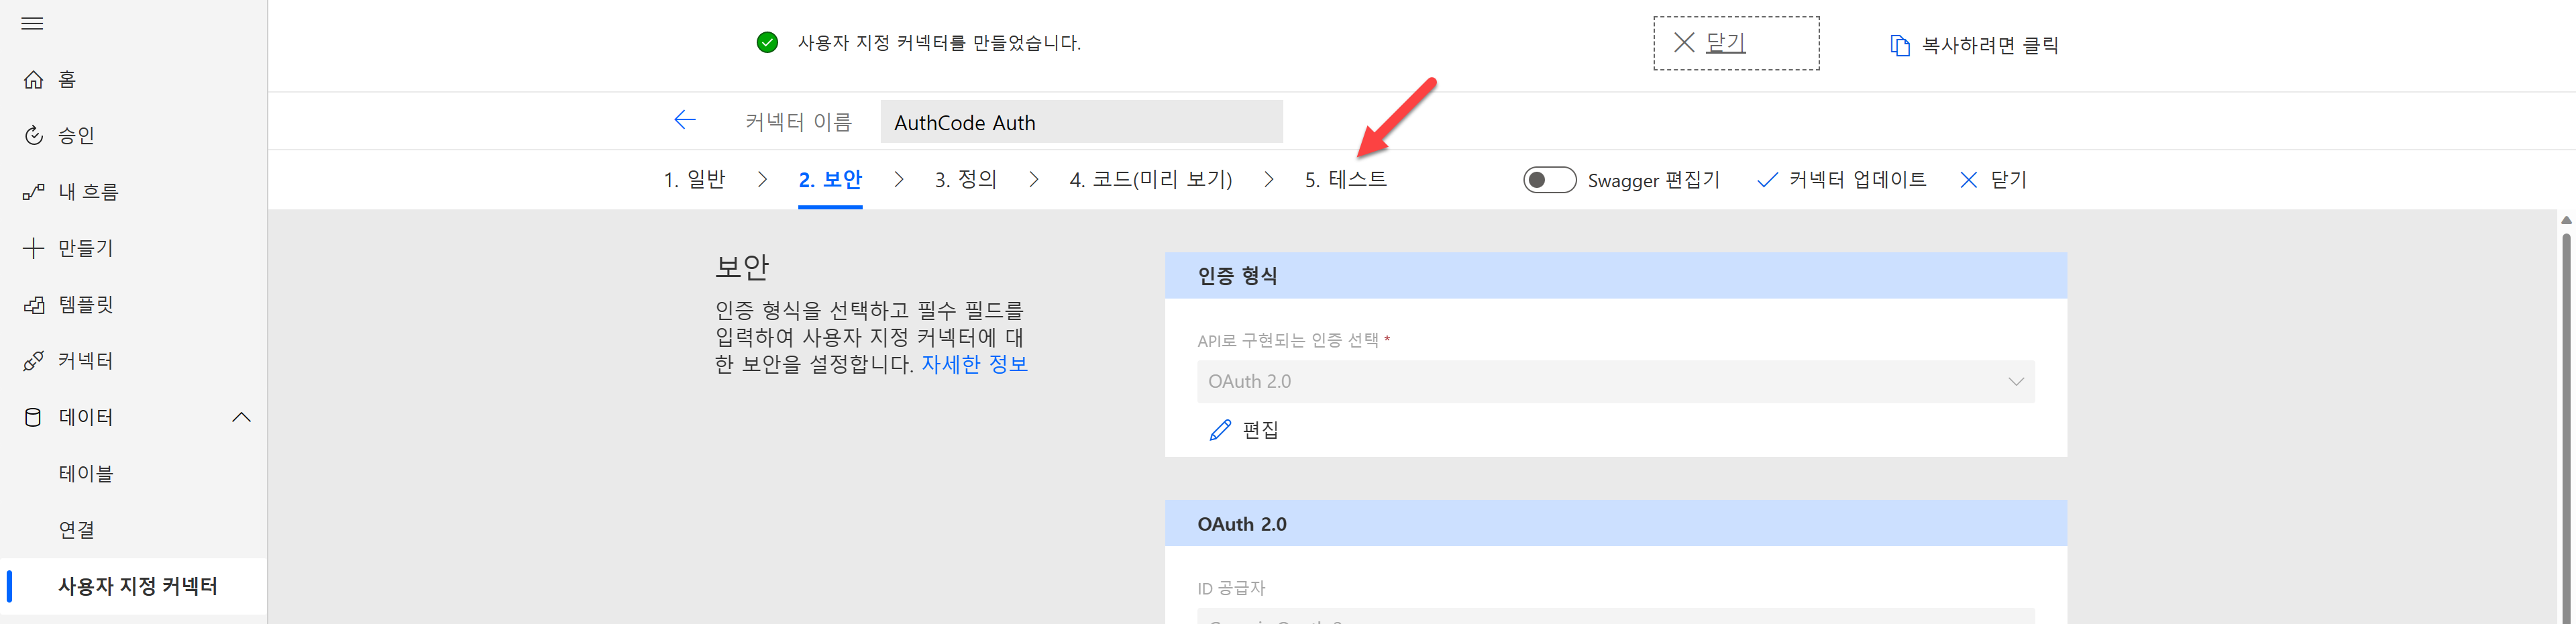 사용자 지정 커넥터를 만들었습니다.
닫기
복사하려면 클릭
홈
승인
내 흐름
만들기
템플릿
커넥터
데이터
테이블
연결
사용자 지정 커넥터
커넥터 이름
AuthCode Auth
1. 일반
2. 보안
3. 정의
4. 코드(미리 보기)
5. 테스트
Swagger 편집기
커넥터 업데이트
닫기
보안
인증 형식을 선택하고 필수 필드를
입력하여 사용자 지정 커넥터에 대
한 보안을 설정합니다. 자세한 정보
인증 형식
API로 구현되는 인증 선택 *
OAuth 2.0
편집
OAuth 2.0
ID 공급자